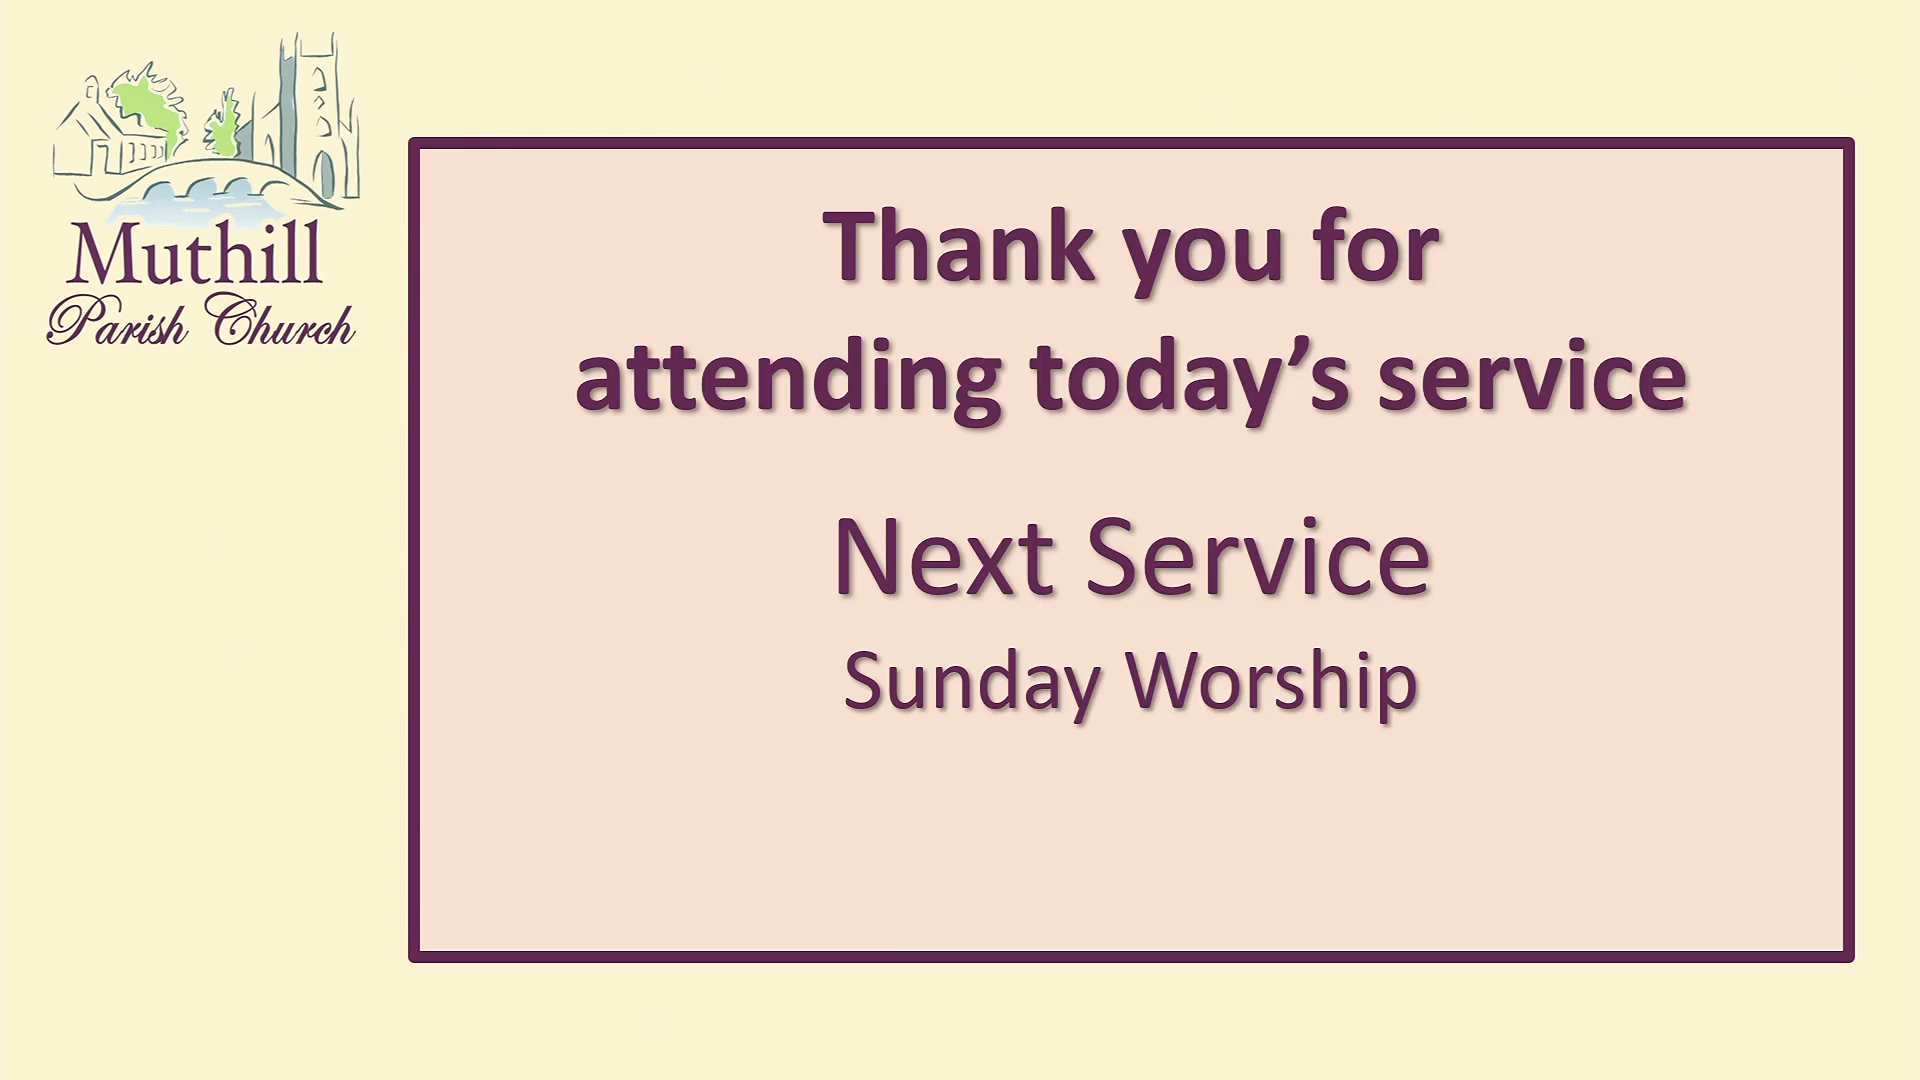 Muthill
Parish Church
Thank you for
attending today’s service
Next Service
Sunday Worship